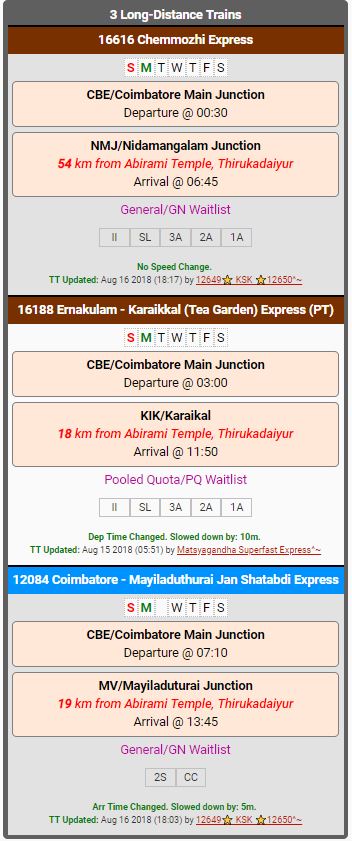 3 Long-Distance Trains
16616 Chemmozhi Express
S M T W T F S
CBE/Coimbatore Main Junction
Departure @ 00:30
NMJ/Nidamangalam Junction
54 km from Abirami Temple, Thirukadaiyur
Arrival @ 06:45
General/GN Waitlist
II SL 3A 2A 1A
No Speed Change.
TT Updated: Aug 16 2018 (18:17) by 12649⭐ KSK ⭐12650^~
16188 Ernakulam - Karaikkal (Tea Garden) Express (PT)
S M T W T F S
CBE/Coimbatore Main Junction
Departure @ 03:00
KIK/Karaikal
18 km from Abirami Temple, Thirukadaiyur
Arrival @ 11:50
Pooled Quota/PQ Waitlist
II SL 3A 2A 1A
Dep Time Changed. Slowed down by: 10m.
TT Updated: Aug 15 2018 (05:51) by Matsyagandha Superfast Express^~
12084 Coimbatore - Mayiladuthurai Jan Shatabdi Express
S M W T F S
CBE/Coimbatore Main Junction
Departure @ 07:10
MV/Mayiladuturai Junction
19 km from Abirami Temple, Thirukadaiyur
Arrival @ 13:45
General/GN Waitlist
2S CC
Arr Time Changed. Slowed down by: 5m.
TT Updated: Aug 16 2018 (18:03) by 12649⭐ KSK ⭐12650^~